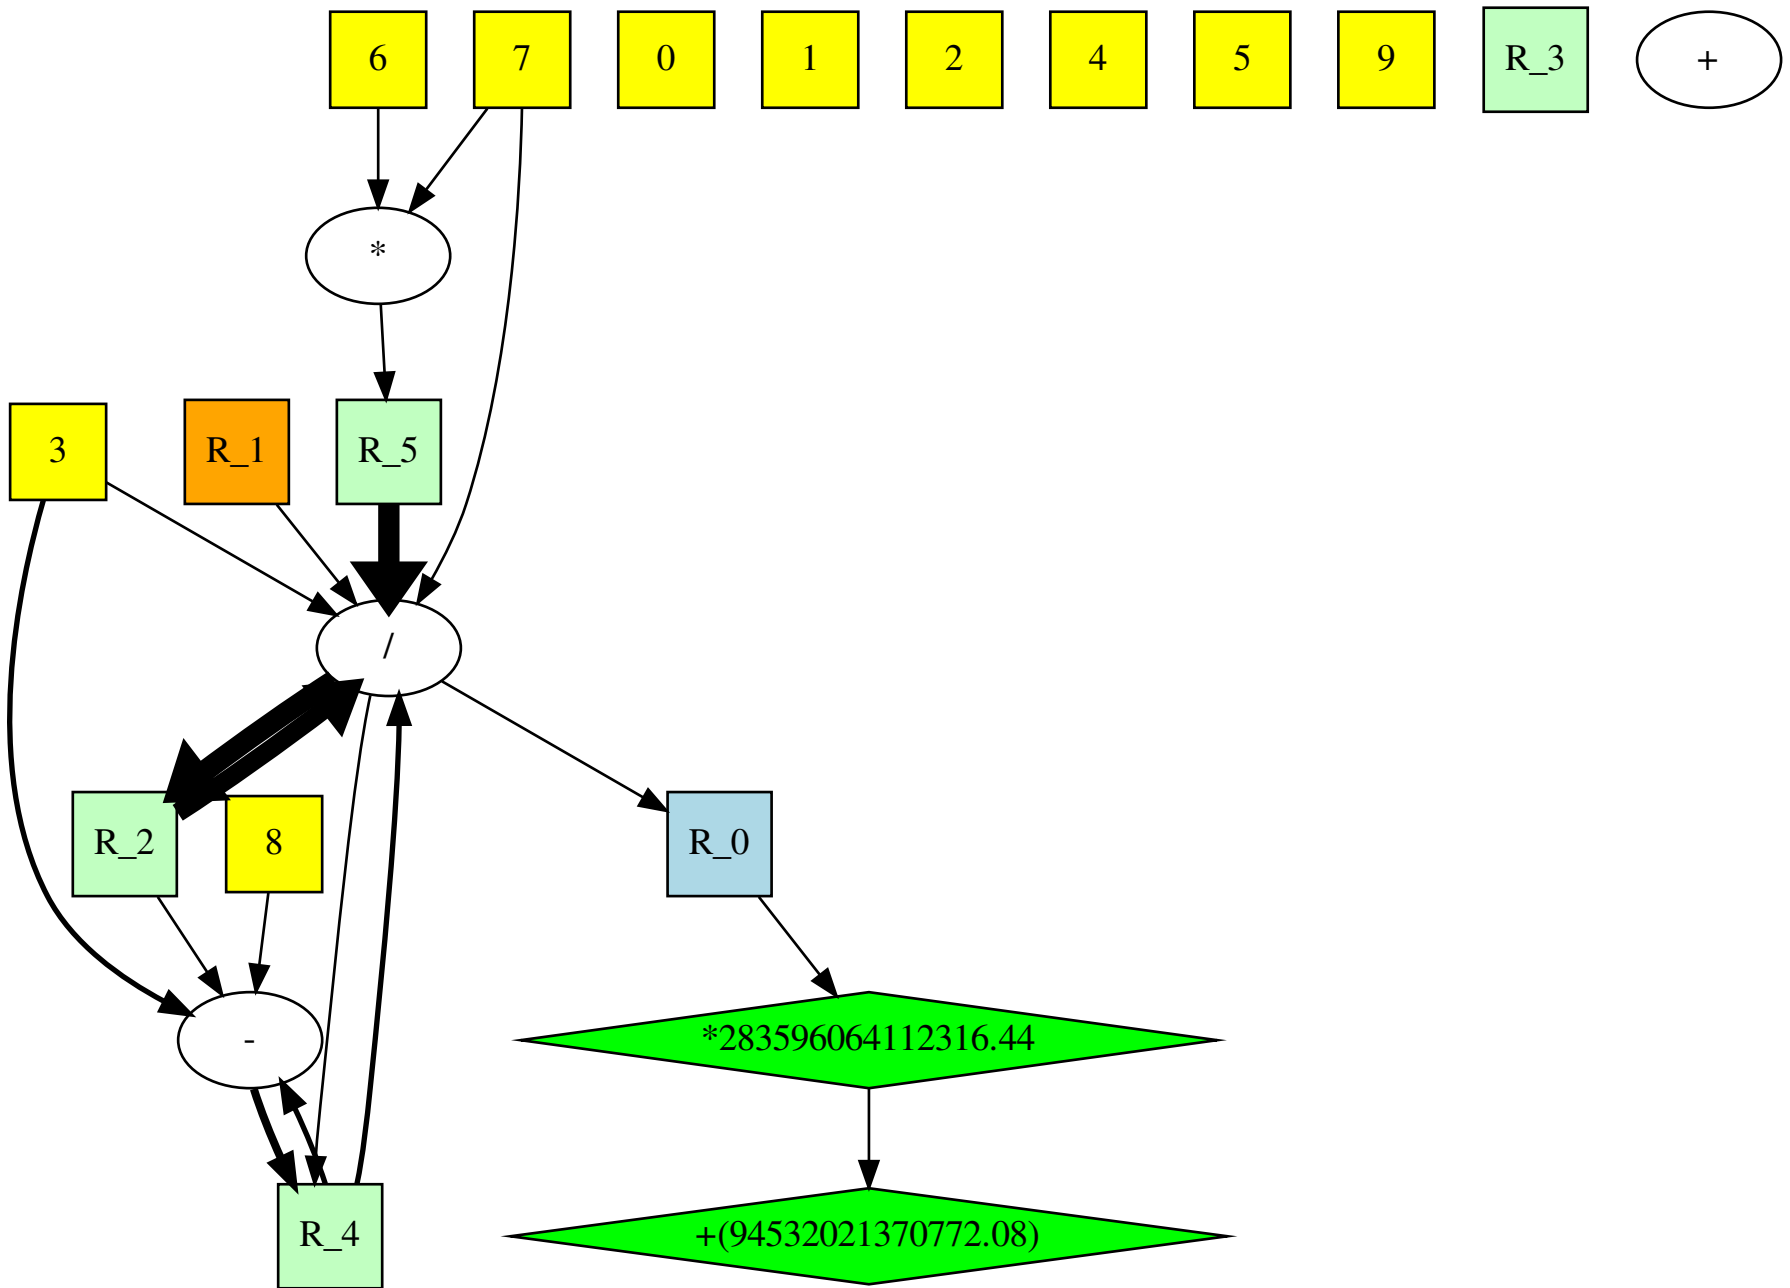 6 7 0 1 2 4 5 9 R_3 +
*
3 R_1 R_5
/
R_2 8 R_0
- *283596064112316.44
R_4 +(94532021370772.08)